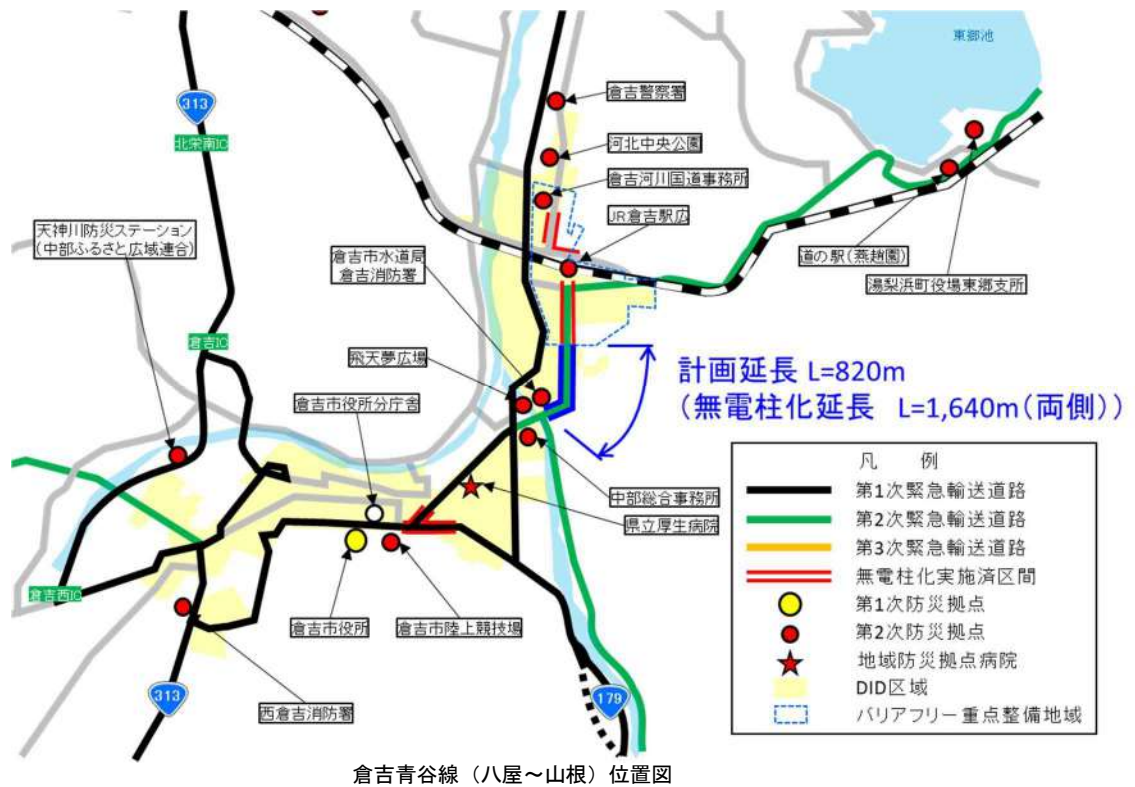 東郷池
313
倉吉警察署
北栄南IC
河北中央公園
倉吉河川国道事務所
JR倉吉駅広
天神川防災ステーション
(中部ふるさと広域連合)
倉吉市水道局
倉吉消防署
道の駅(燕趙園)
湯梨浜町役場東郷支所
倉吉IC
飛天夢広場
計画延長 L=820m
(無電柱化延長 L=1,640m(両側))
倉吉市役所分庁舎
凡 例
第1次緊急輸送道路
第2次緊急輸送道路
第3次緊急輸送道路
無電柱化実施済区間
第1次防災拠点
第2次防災拠点
地域防災拠点病院
DID区域
バリアフリー重点整備地域
中部総合事務所
県立厚生病院
倉吉西IC
倉吉市役所
倉吉市陸上競技場
313
西倉吉消防署
179
倉吉青谷線（八屋～山根）位置図